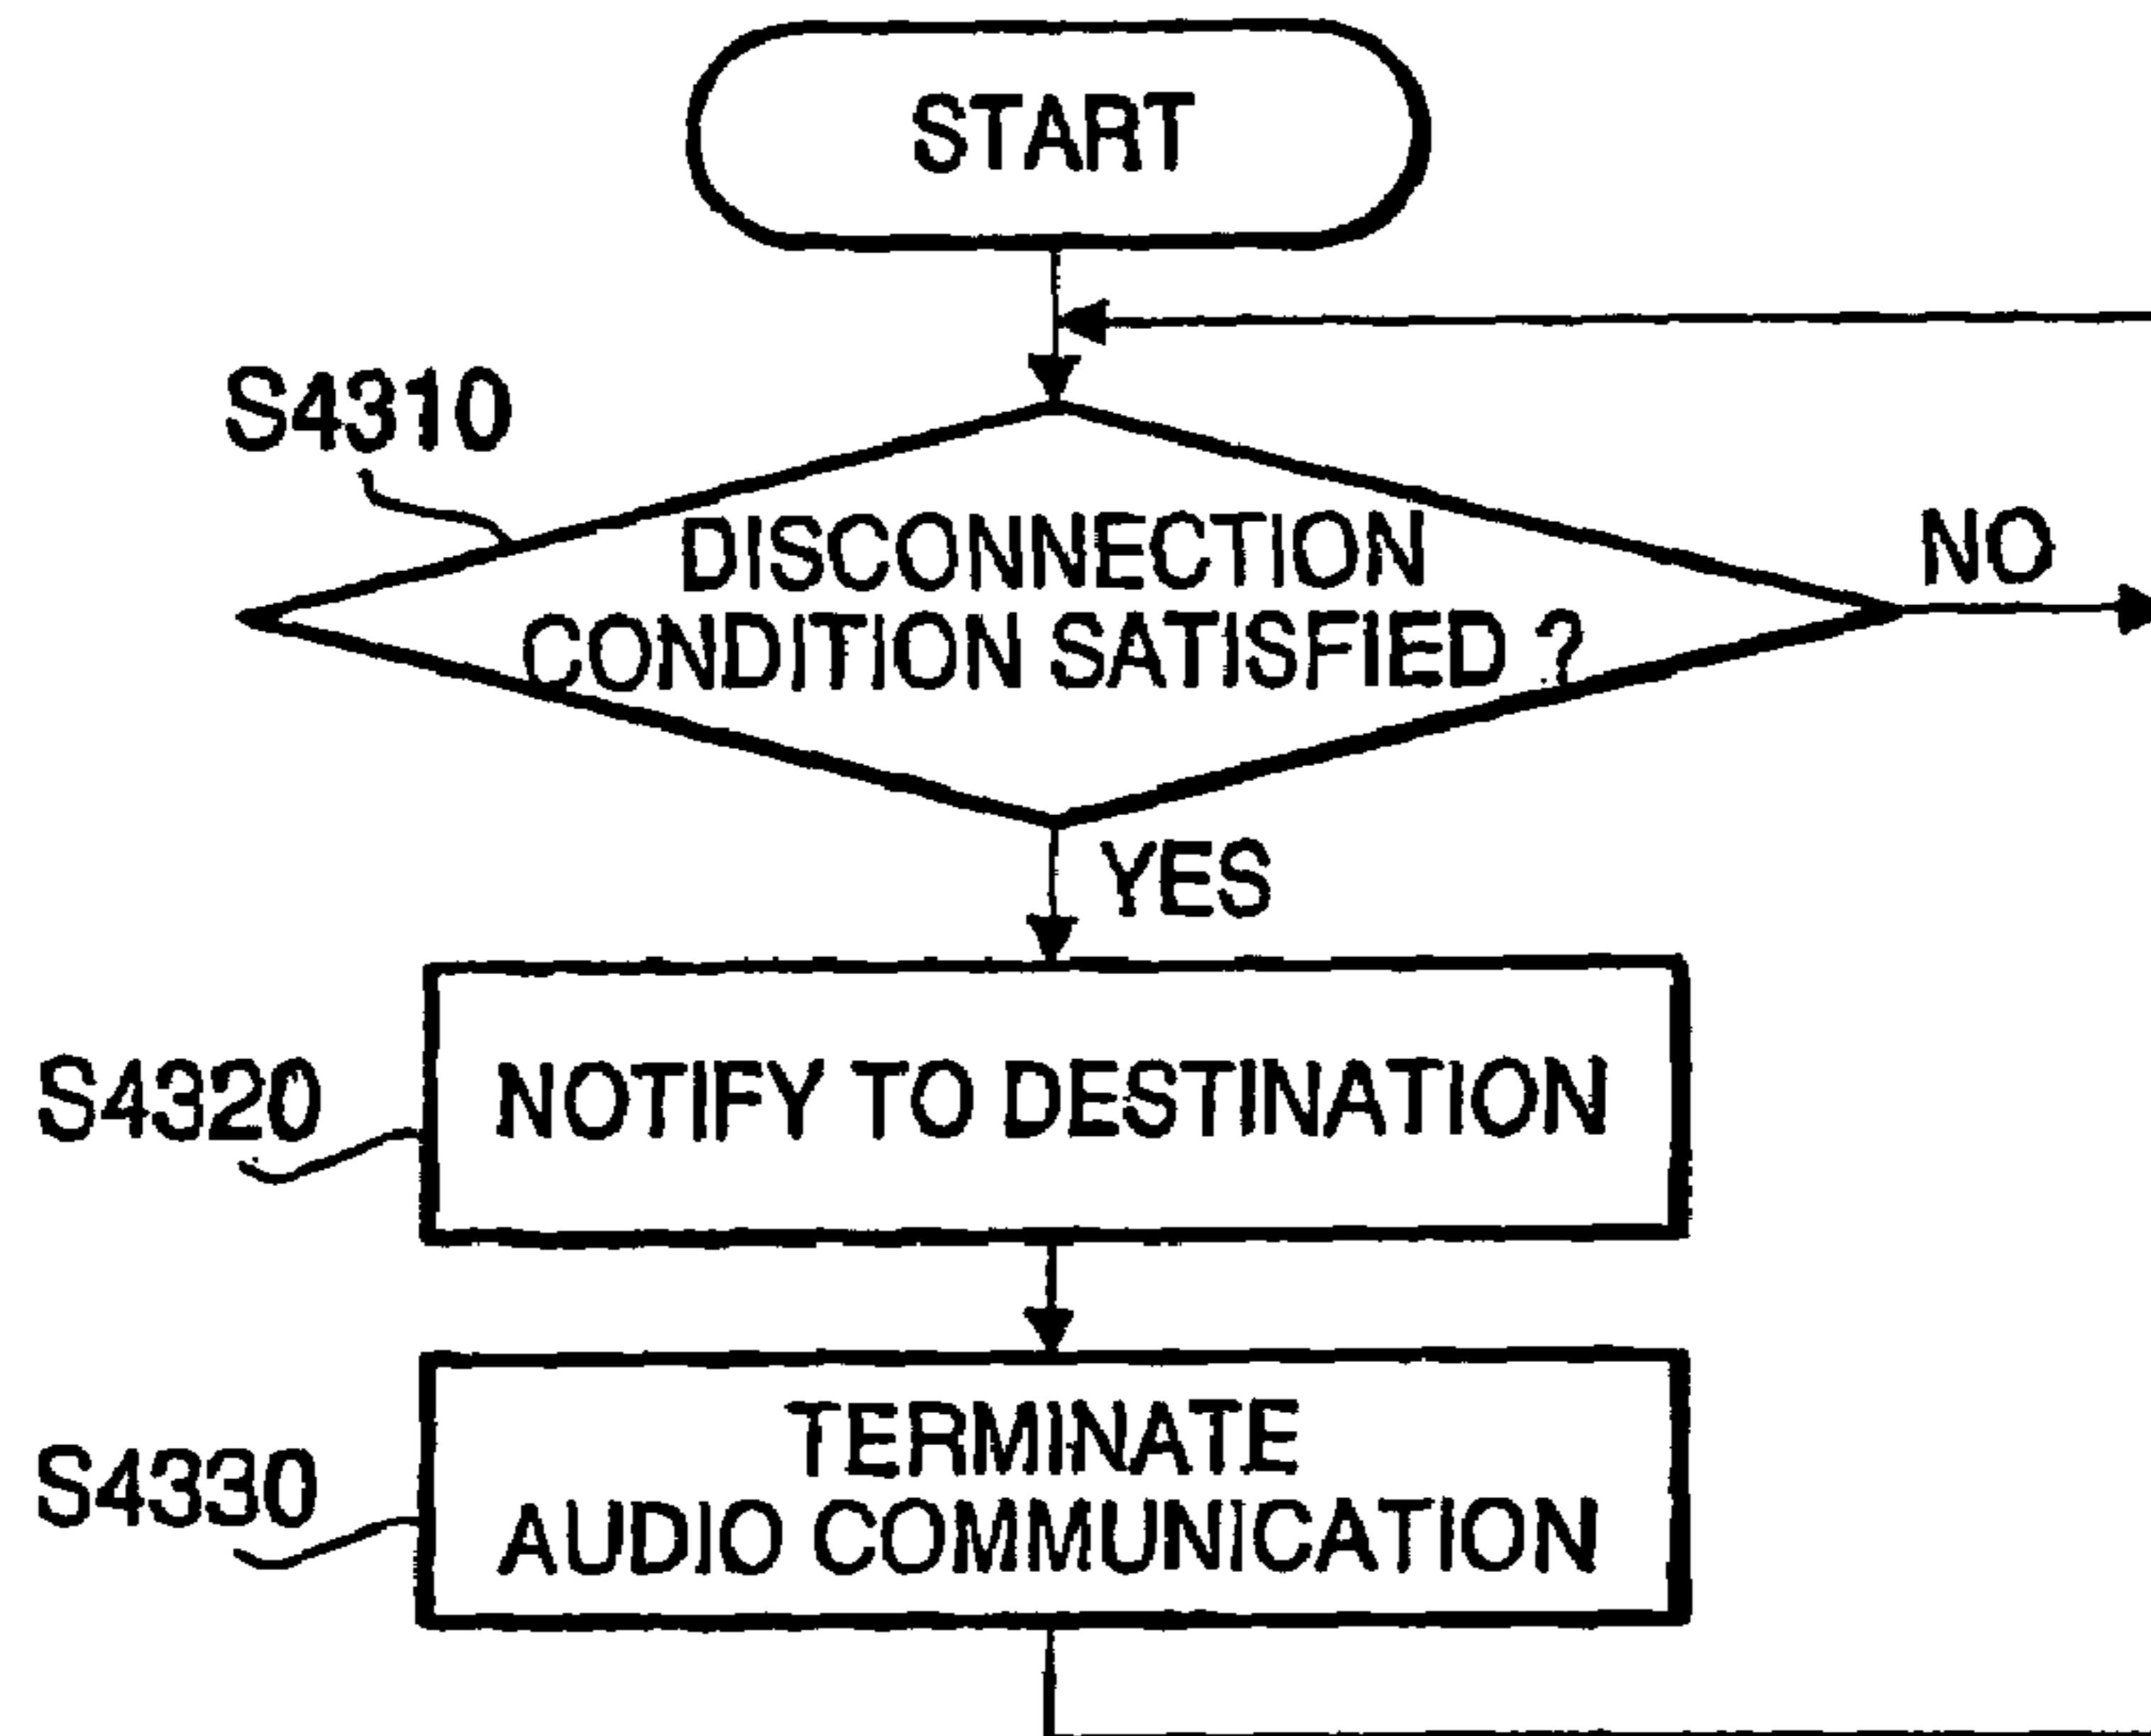 START
S4310
DISCONNECTION
CONDITION SATISFIED ?
NO
YES
S4320
NOTIFY TO DESTINATION
S4330
TERMINATE
AUDIO COMMUNICATION